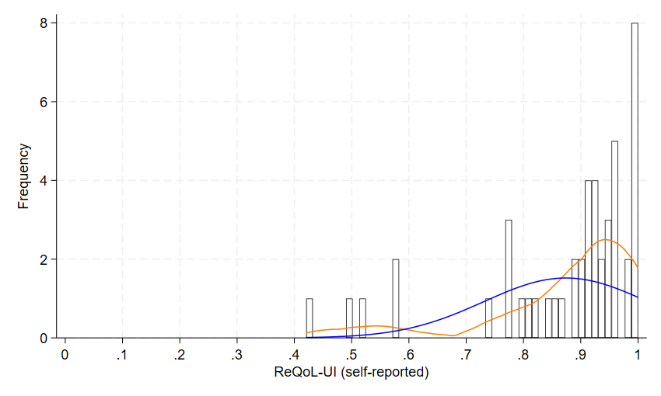 8
6
4
2
0
Frequency
0 .1 .2 .3 .4 .5 .6 .7 .8 .9 1
ReQoL-UI (self-reported)